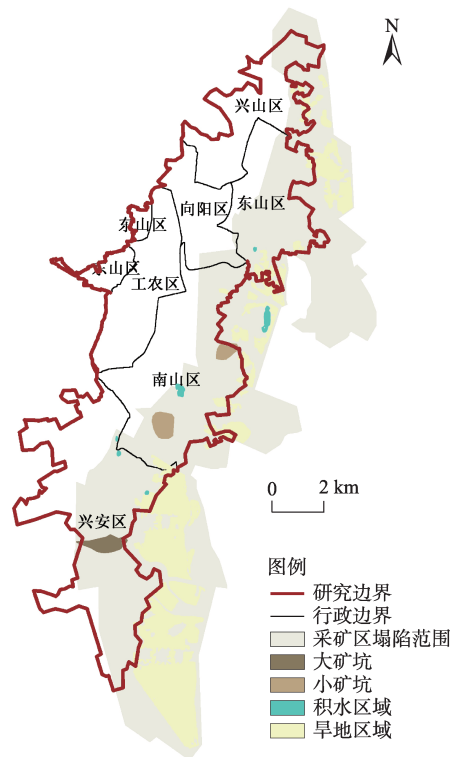 N
兴山区
向阳区
东山区
东山区
东山区
工农区
南山区
兴安区
0 2 km
图例
研究边界
行政边界
采矿区塌陷范围
大矿坑
小矿坑
积水区域
旱地区域